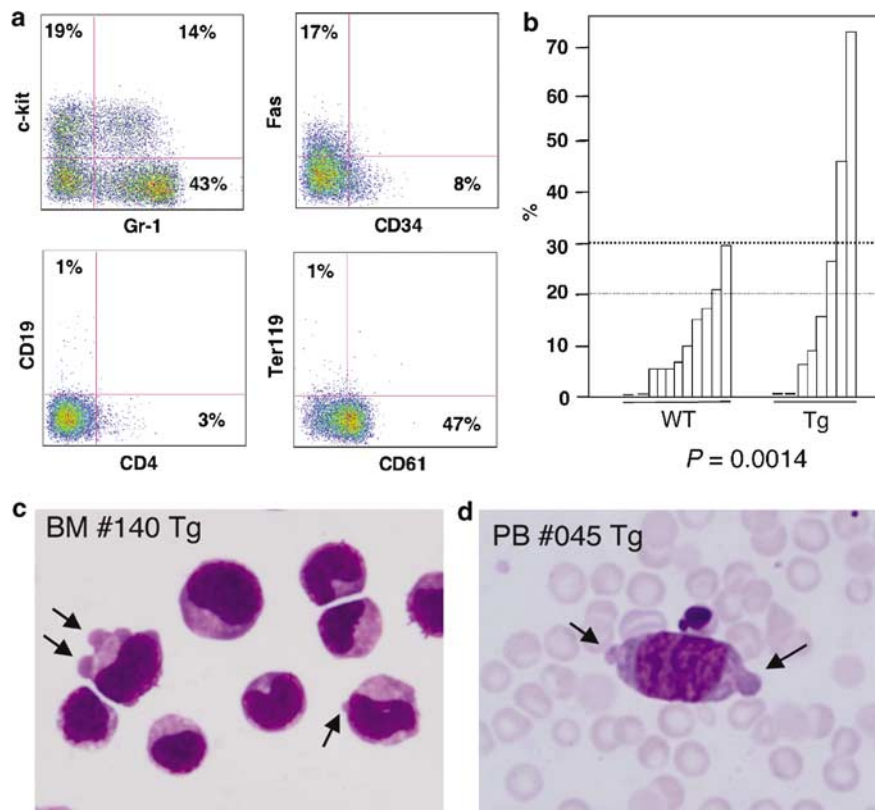 a
19%
14%
c-kit
43%
Gr-1
17%
Fas
8%
CD34
1%
CD19
3%
CD4
1%
Ter119
47%
CD61
b
70
60
50
70
30
20
10
0
%
WT
Tg
P = 0.0014
c
BM #140 Tg
d
PB #045 Tg